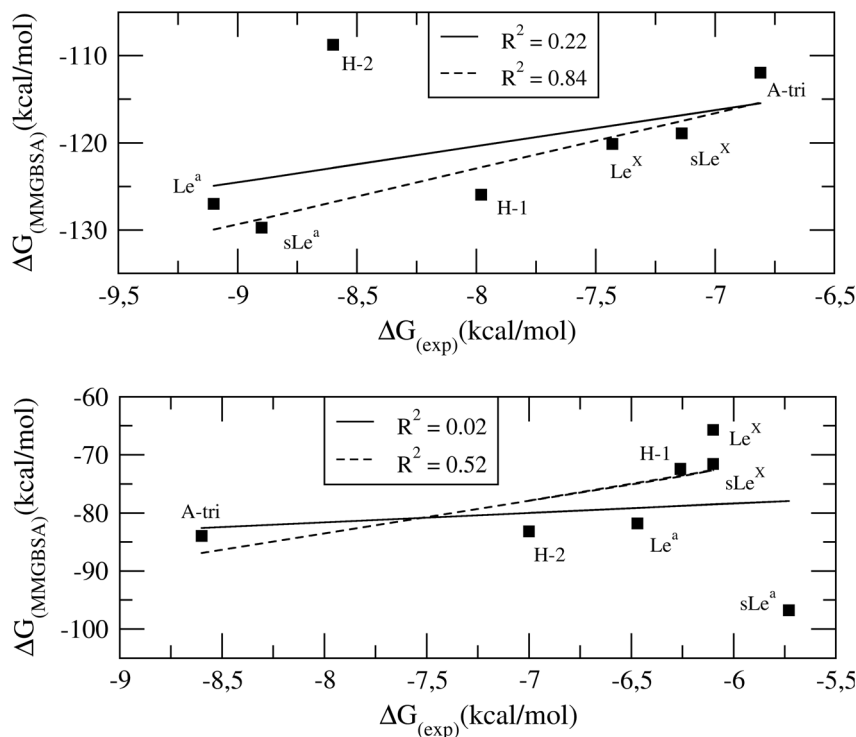 R² = 0.22
R² = 0.84
ΔG(MMGBSA)(kcal/mol)
-110
-120
-130
H-2
A-tri
Leᵃ
Leˣ
sLeˣ
H-1
sLeᵃ
-9,5 -9 -8,5 -8 -7,5 -7 -6,5
ΔG(exp)(kcal/mol)
R² = 0.02
R² = 0.52
ΔG(MMGBSA)(kcal/mol)
-60
-70
-80
-90
-100
Leˣ
H-1
sLeˣ
A-tri
H-2
Leᵃ
sLeᵃ
-9 -8,5 -8 -7,5 -7 -6,5 -6 -5,5
ΔG(exp)(kcal/mol)